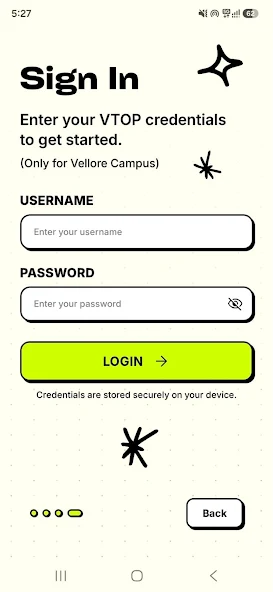 5:27
62
Sign In
Enter your VTOP credentials
to get started.
(Only for Vellore Campus)
USERNAME
Enter your username
PASSWORD
Enter your password
LOGIN →
Credentials are stored securely on your device.
Back